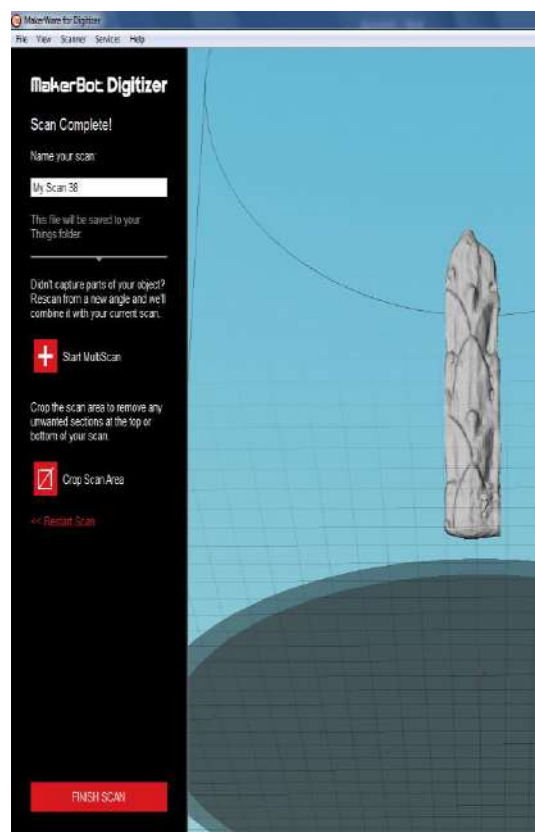 MakerWare for Digitizer
File View Scanner Services Help
MakerBot Digitizer
Scan Complete!
Name your scan:
My Scan 38
This file will be saved to your
Things folder.
Didn't capture parts of your object?
Rescan from a new angle and we'll
combine it with your current scan.
Start MultiScan
Crop the scan area to remove any
unwanted sections at the top or
bottom of your scan.
Crop Scan Area
<< Restart Scan
FINISH SCAN